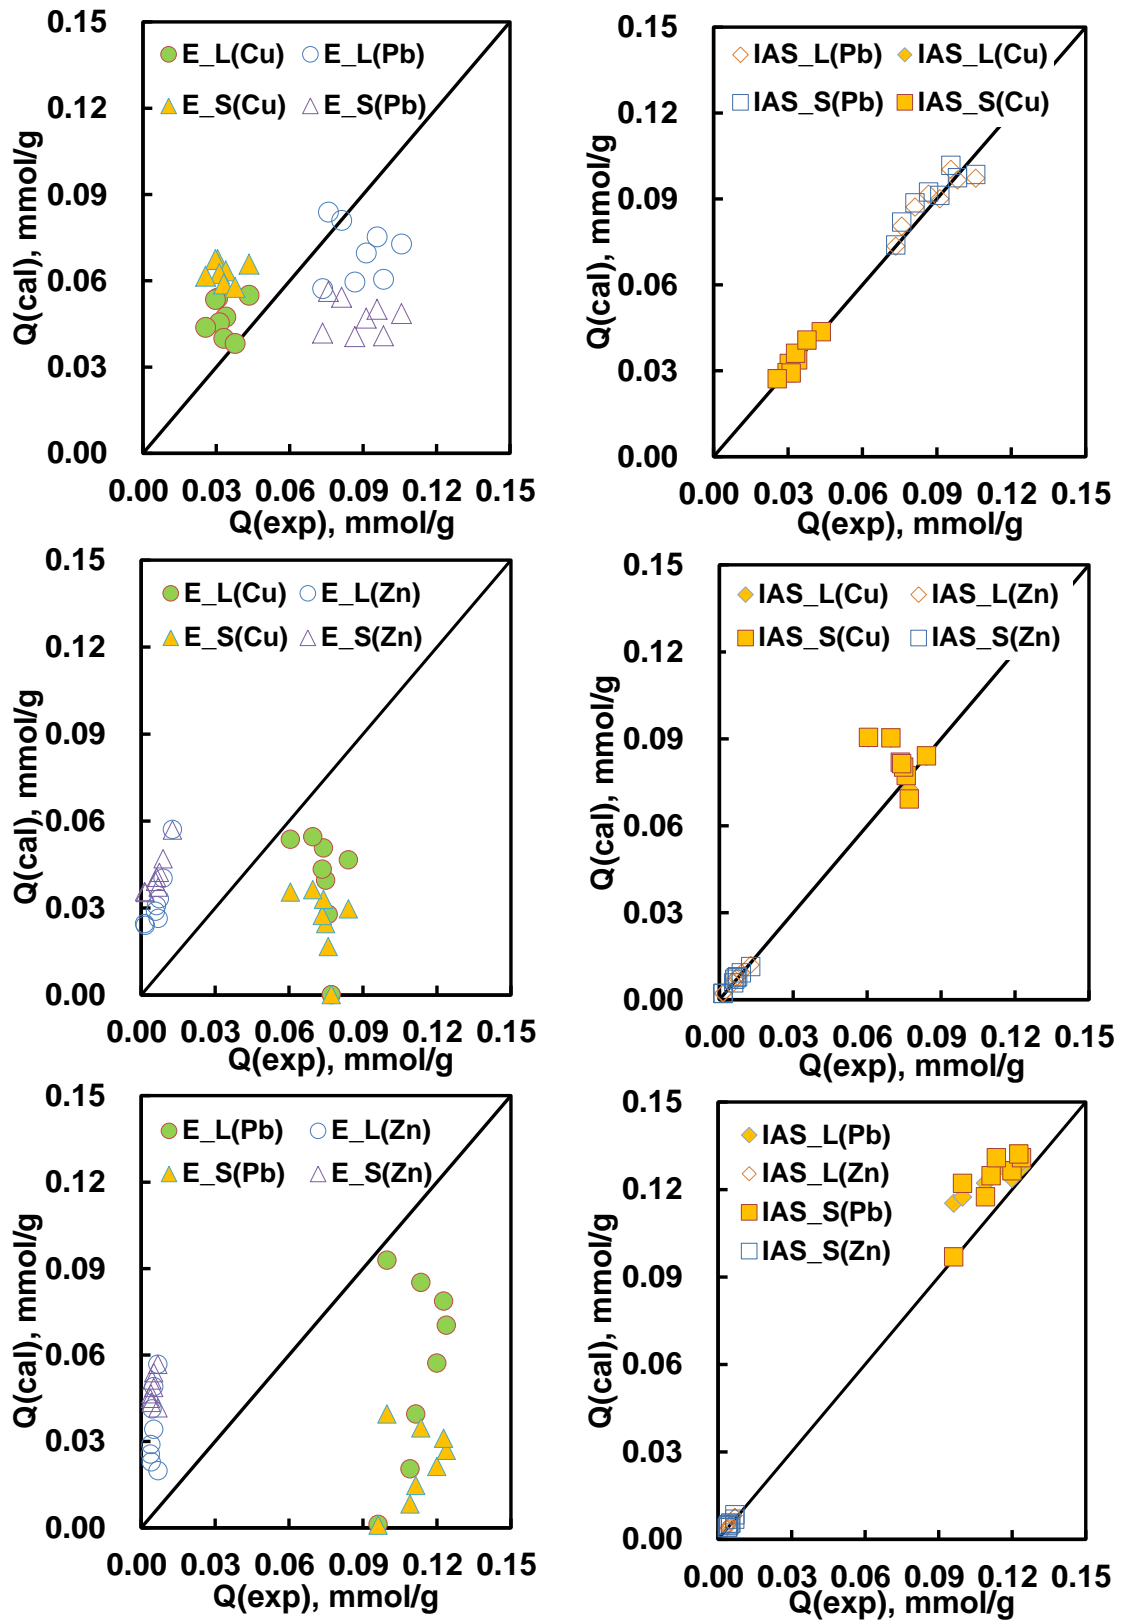 0.15
0.12
0.09
0.06
0.03
0.00
Q(cal), mmol/g
E_L(Cu) E_L(Pb)
E_S(Cu) E_S(Pb)
0.00 0.03 0.06 0.09 0.12 0.15
Q(exp), mmol/g
0.15
0.12
0.09
0.06
0.03
0.00
Q(cal), mmol/g
IAS_L(Pb) IAS_L(Cu)
IAS_S(Pb) IAS_S(Cu)
0.00 0.03 0.06 0.09 0.12 0.15
Q(exp), mmol/g
0.15
0.12
0.09
0.06
0.03
0.00
Q(cal), mmol/g
E_L(Cu) E_L(Zn)
E_S(Cu) E_S(Zn)
0.00 0.03 0.06 0.09 0.12 0.15
Q(exp), mmol/g
0.15
0.12
0.09
0.06
0.03
0.00
Q(cal), mmol/g
IAS_L(Cu) IAS_L(Zn)
IAS_S(Cu) IAS_S(Zn)
0.00 0.03 0.06 0.09 0.12 0.15
Q(exp), mmol/g
0.15
0.12
0.09
0.06
0.03
0.00
Q(cal), mmol/g
E_L(Pb) E_L(Zn)
E_S(Pb) E_S(Zn)
0.00 0.03 0.06 0.09 0.12 0.15
Q(exp), mmol/g
0.15
0.12
0.09
0.06
0.03
0.00
Q(cal), mmol/g
IAS_L(Pb)
IAS_L(Zn)
IAS_S(Pb)
IAS_S(Zn)
0.00 0.03 0.06 0.09 0.12 0.15
Q(exp), mmol/g